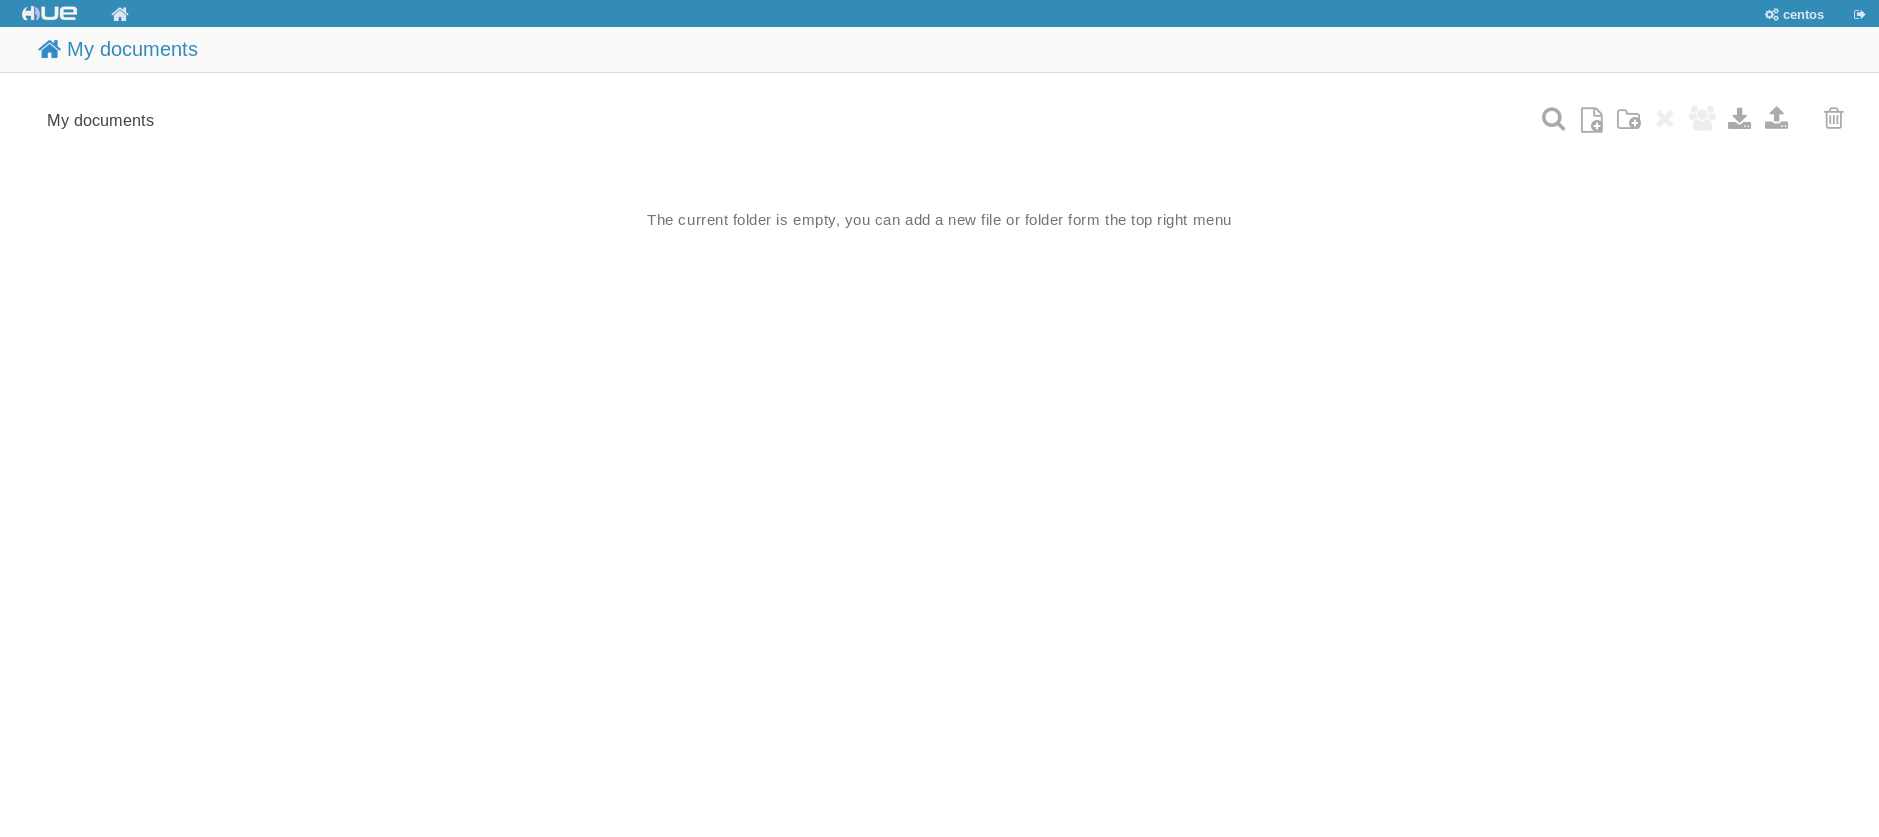 HUE
centos
My documents
My documents
The current folder is empty, you can add a new file or folder form the top right menu